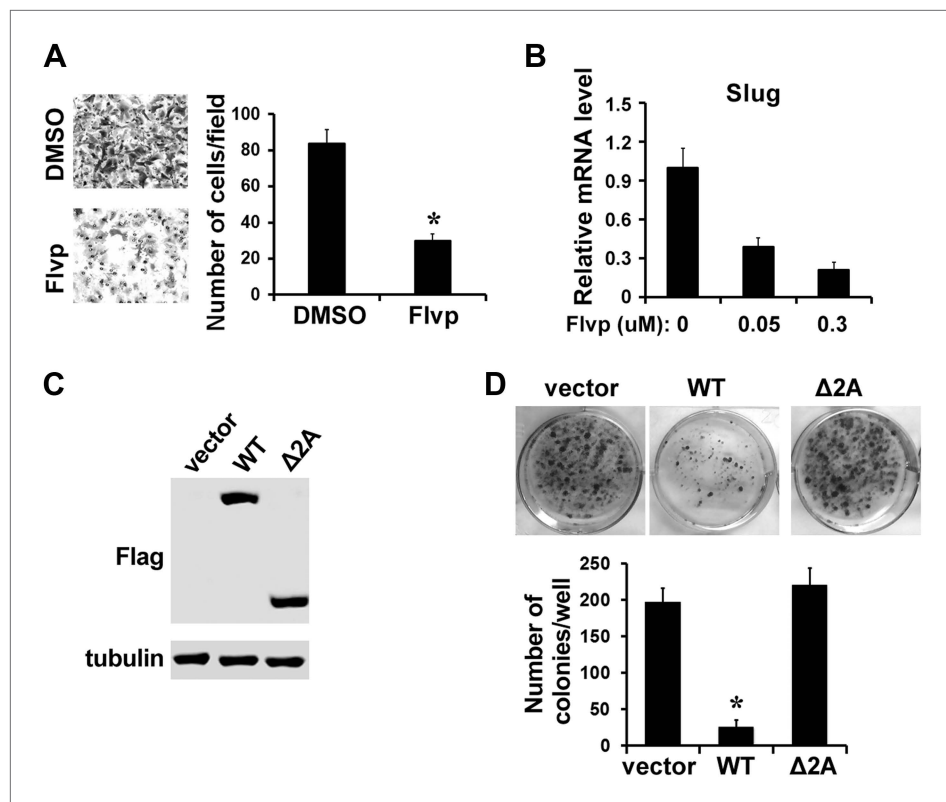 A
DMSO
Flvp
Number of cells/field
100
80
60
40
20
0
*
DMSO Flvp
B
Slug
Relative mRNA level
1.5
1.2
0.9
0.6
0.3
0
Flvp (uM): 0 0.05 0.3
C
vector WT Δ2A
Flag
tubulin
D
vector WT Δ2A
Number of
colonies/well
250
200
150
100
50
0
*
vector WT Δ2A